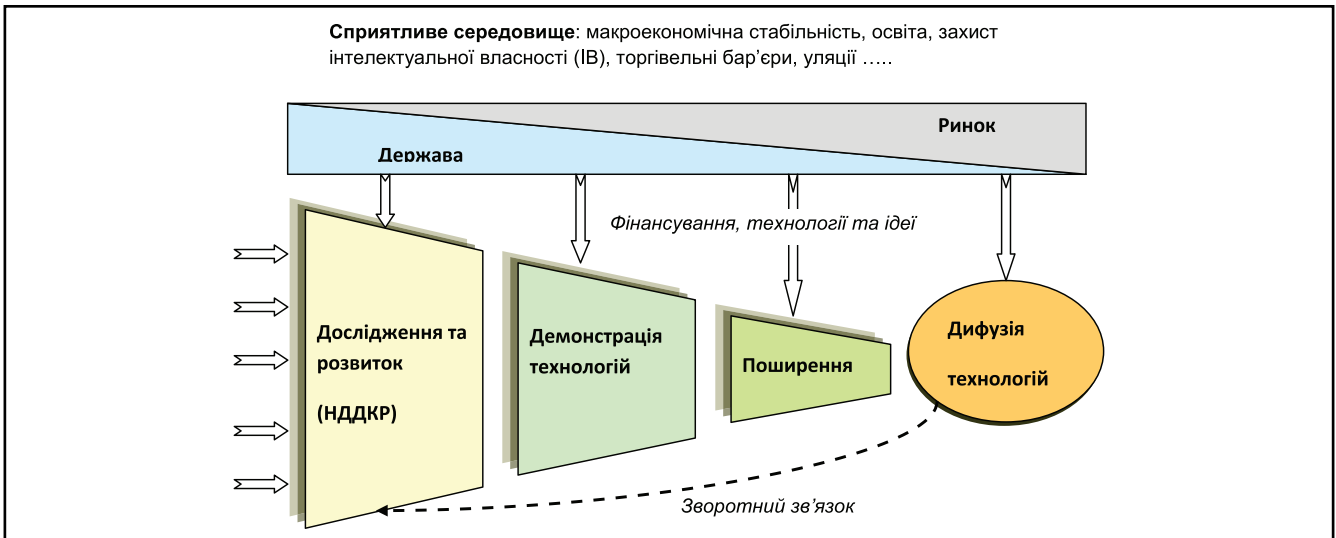 Сприятливе середовище: макроекономічна стабільність, освіта, захист
інтелектуальної власності (ІВ), торгівельні бар’єри, уляції …..
Ринок
Держава
Фінансування, технології та ідеї
Дослідження та
розвиток
(НДДКР)
Демонстрація
технологій
Поширення
Дифузія
технологій
Зворотний зв’язок